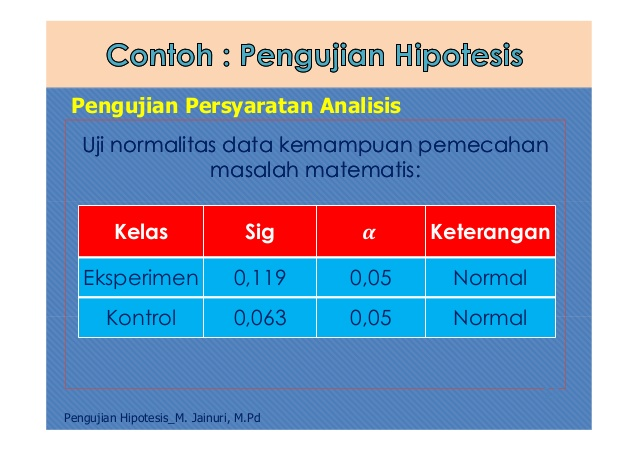 Contoh : Pengujian Hipotesis
Pengujian Persyaratan Analisis
Uji normalitas data kemampuan pemecahan
masalah matematis:
Kelas Sig α Keterangan
Eksperimen 0,119 0,05 Normal
Kontrol 0,063 0,05 Normal
Pengujian Hipotesis_M. Jainuri, M.Pd